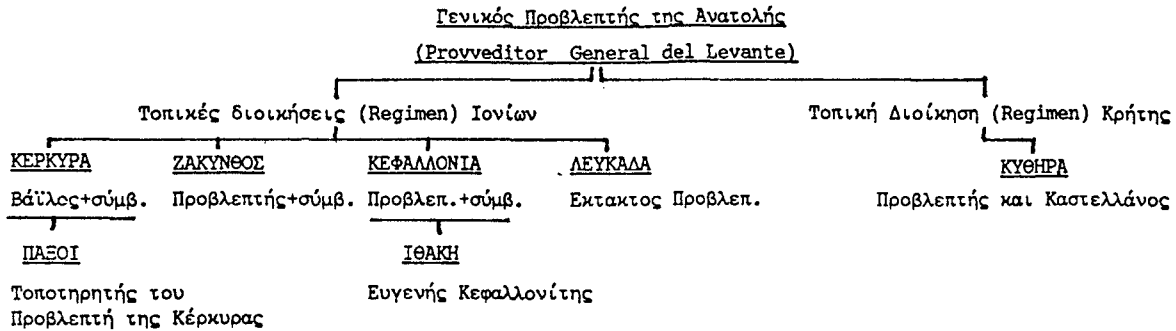 Γενικός Προβλεπτής της Ανατολής
(Provveditor General del Levante)
Τοπικές διοικήσεις (Regimen) Ιονίων Τοπική Διοίκηση (Regimen) Κρήτης
ΚΕΡΚΥΡΑ ΖΑΚΥΝΘΟΣ ΚΕΦΑΛΛΟΝΙΑ ΛΕΥΚΑΔΑ ΚΥΘΗΡΑ
Βάϊλος+σύμβ. Προβλεπτής+σύμβ. Προβλεπ.+σύμβ. Εκτακτος Προβλεπ. Προβλεπτής και Καστελλάνος
ΠΑΞΟΙ ΙΘΑΚΗ
Τοποτηρητής του Ευγενής Κεφαλλονίτης
Προβλεπτή της Κέρκυρας